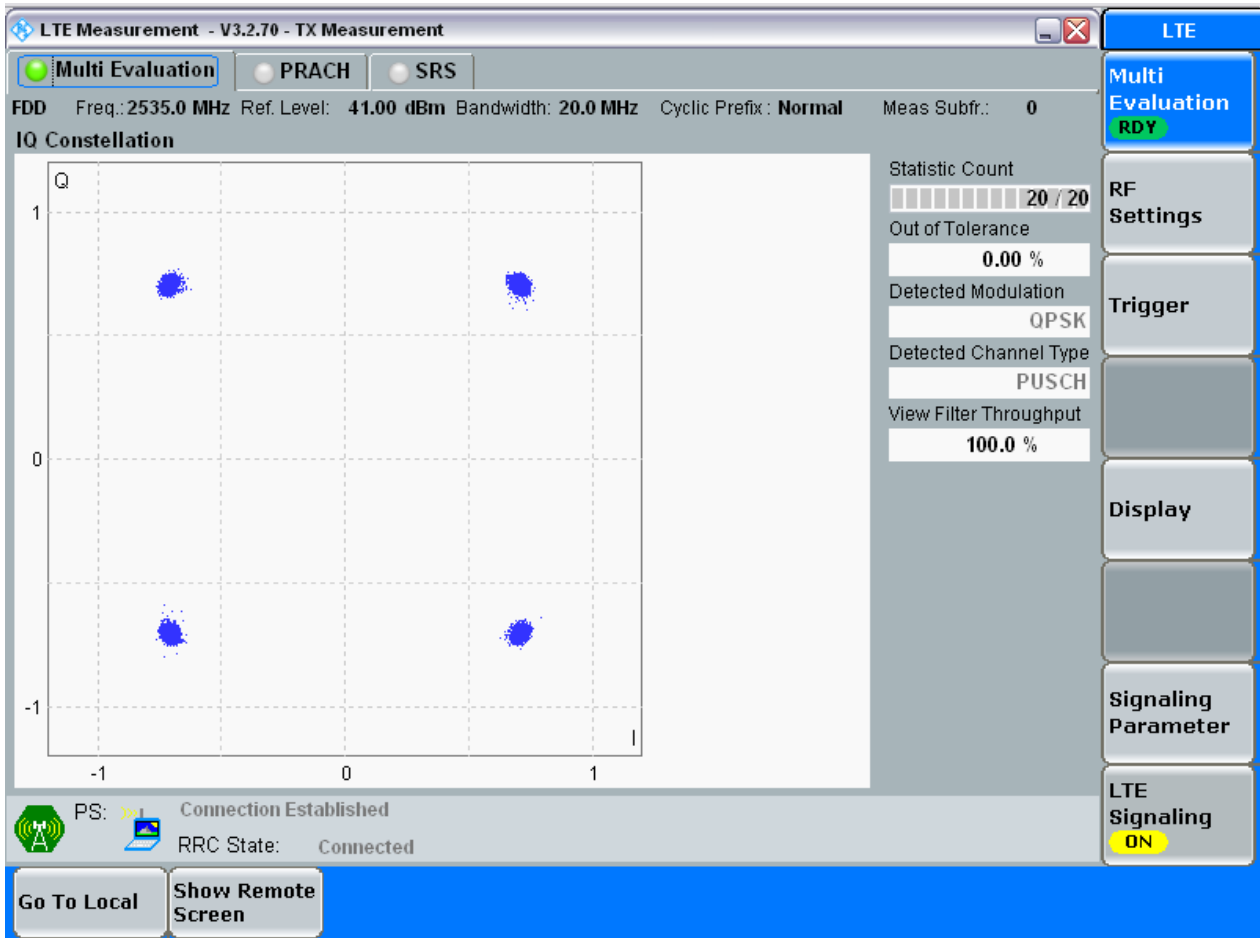 LTE Measurement - V3.2.70 - TX Measurement
LTE
Multi Evaluation PRACH SRS
FDD Freq.: 2535.0 MHz Ref. Level: 41.00 dBm Bandwidth: 20.0 MHz Cyclic Prefix : Normal Meas Subfr.: 0
IQ Constellation
Q
1
0
-1
I
-1 0 1
Statistic Count
20 / 20
Out of Tolerance
0.00 %
Detected Modulation
QPSK
Detected Channel Type
PUSCH
View Filter Throughput
100.0 %
Multi
Evaluation
RDY
RF
Settings
Trigger
Display
Signaling
Parameter
LTE
Signaling
ON
PS: Connection Established
RRC State: Connected
Go To Local
Show Remote
Screen